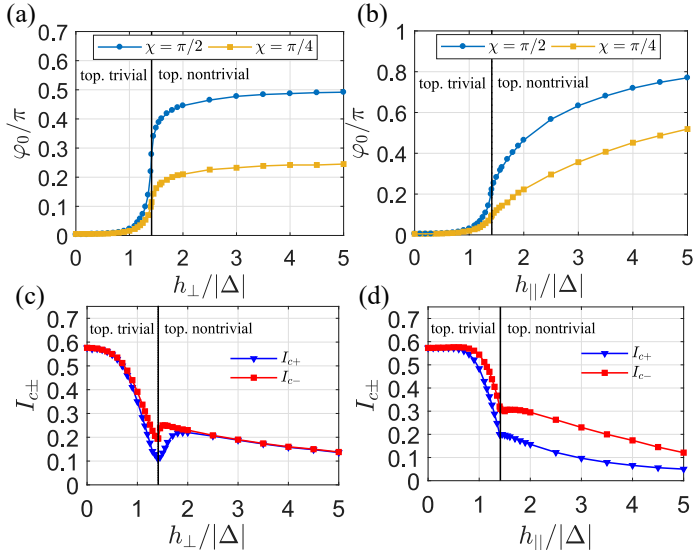 (a)
χ = π/2 χ = π/4
top. trivial top. nontrivial
φ₀/π
0.6
0.5
0.4
0.3
0.2
0.1
0
0 1 2 3 4 5
h⊥/|Δ|
(b)
χ = π/2 χ = π/4
top. trivial top. nontrivial
φ₀/π
1
0.8
0.6
0.4
0.2
0
0 1 2 3 4 5
h||/|Δ|
(c)
top. trivial top. nontrivial
Ic+
Ic−
Ic±
0.7
0.6
0.5
0.4
0.3
0.2
0.1
0
0 1 2 3 4 5
h⊥/|Δ|
(d)
top. trivial top. nontrivial
Ic+
Ic−
Ic±
0.7
0.6
0.5
0.4
0.3
0.2
0.1
0
0 1 2 3 4 5
h||/|Δ|